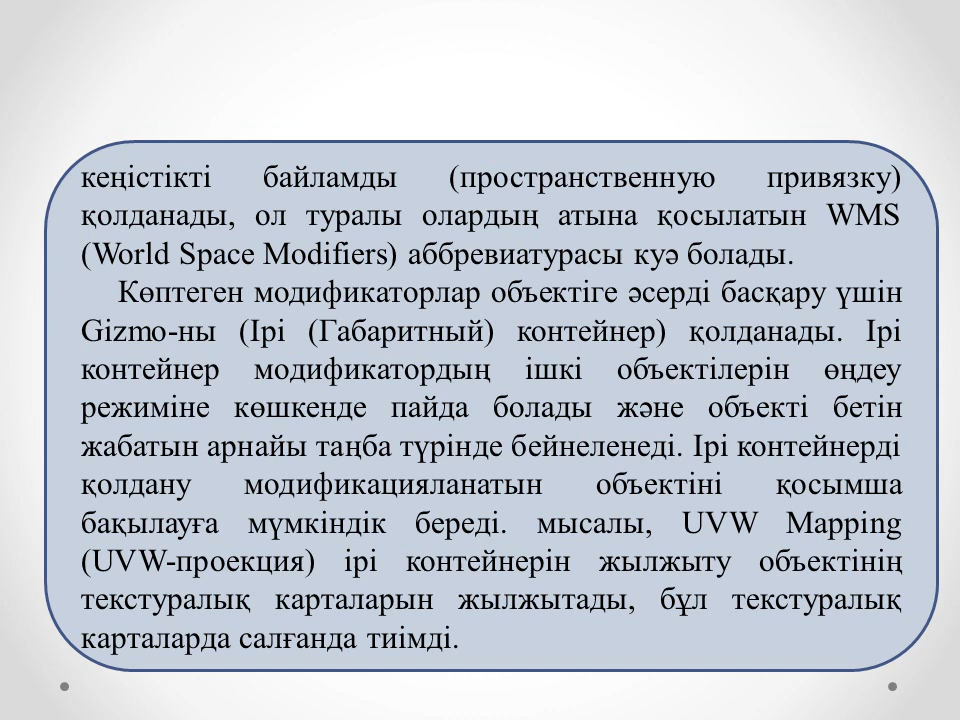 кеңістікті байламды (пространственную привязку)
қолданады, ол туралы олардың атына қосылатын WMS
(World Space Modifiers) аббревиатурасы куә болады.
Көптеген модификаторлар объектіге әсерді басқару үшін
Gizmo-ны (Ірі (Габаритный) контейнер) қолданады. Ірі
контейнер модификатордың ішкі объектілерін өңдеу
режиміне көшкенде пайда болады және объекті бетін
жабатын арнайы таңба түрінде бейнеленеді. Ірі контейнерді
қолдану модификацияланатын объектіні қосымша
бақылауға мүмкіндік береді. мысалы, UVW Mapping
(UVW-проекция) ірі контейнерін жылжыту объектінің
текстуралық карталарын жылжытады, бұл текстуралық
карталарда салғанда тиімді.